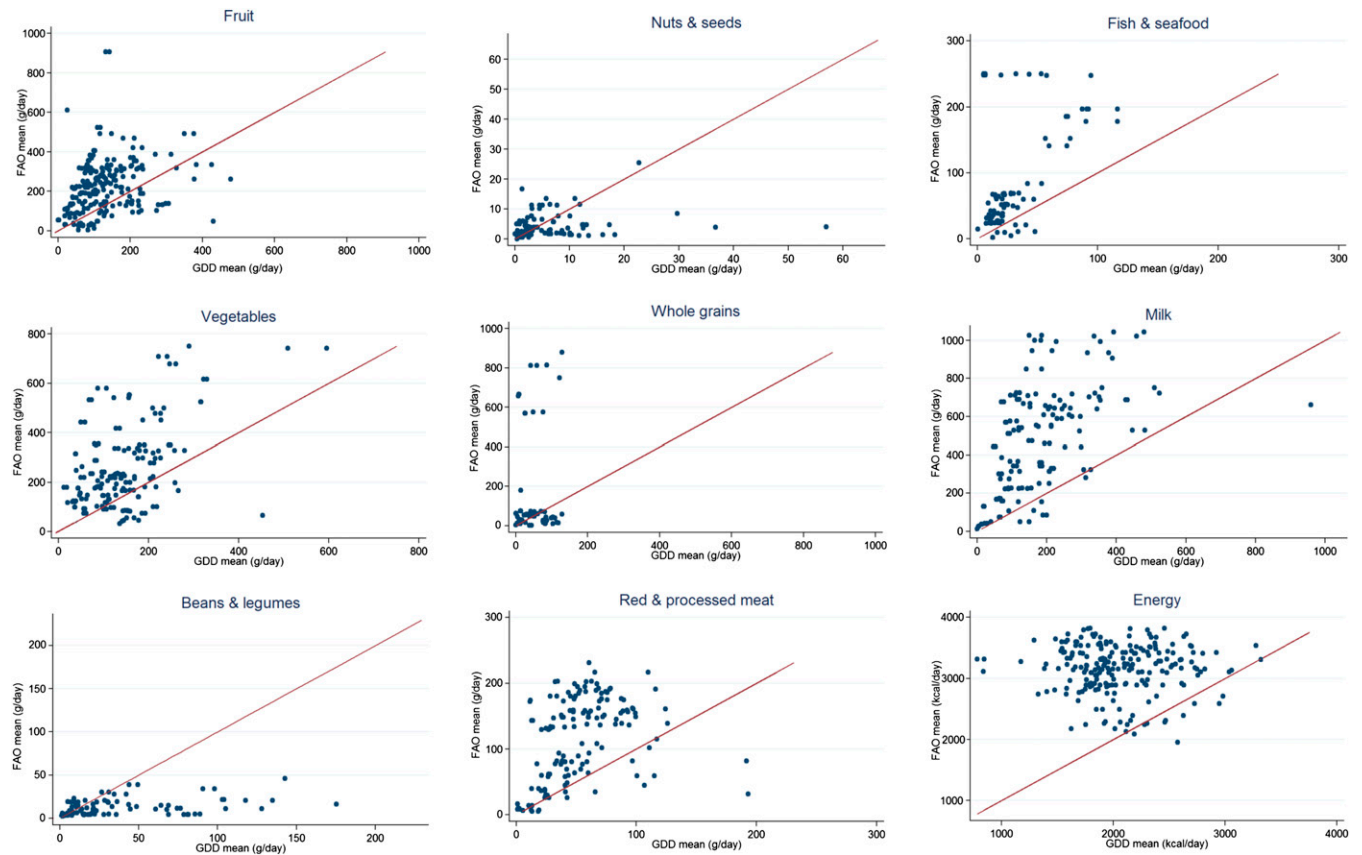 Fruit
1000
800
600
400
200
0
FAO mean (g/day)
0 200 400 600 800 1000
GDD mean (g/day)
Nuts & seeds
60
50
40
30
20
10
0
FAO mean (g/day)
0 10 20 30 40 50 60
GDD mean (g/day)
Fish & seafood
300
200
100
0
FAO mean (g/day)
0 100 200 300
GDD mean (g/day)
Vegetables
800
600
400
200
0
FAO mean (g/day)
0 200 400 600 800
GDD mean (g/day)
Whole grains
1000
800
600
400
200
0
FAO mean (g/day)
0 200 400 600 800 1000
GDD mean (g/day)
Milk
1000
800
600
400
200
0
FAO mean (g/day)
0 200 400 600 800 1000
GDD mean (g/day)
Beans & legumes
200
150
100
50
0
FAO mean (g/day)
0 50 100 150 200
GDD mean (g/day)
Red & processed meat
300
200
100
0
FAO mean (g/day)
0 100 200 300
GDD mean (g/day)
Energy
4000
3000
2000
1000
FAO mean (kcal/day)
1000 2000 3000 4000
GDD mean (kcal/day)